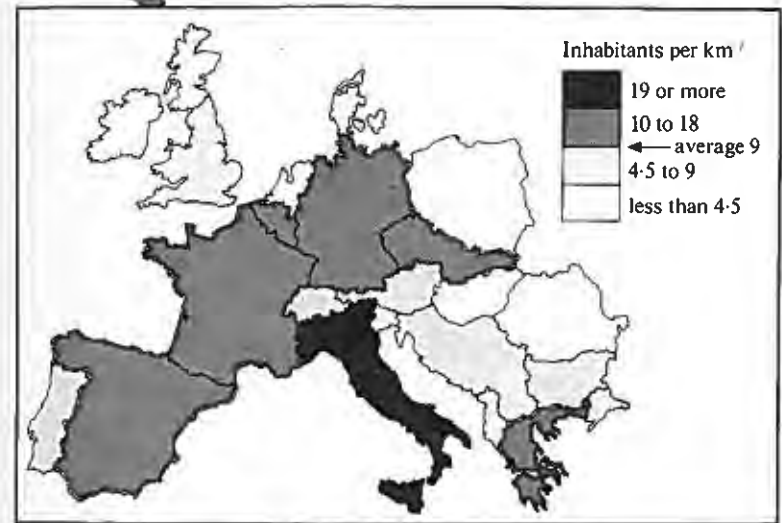 Inhabitants per km
19 or more
10 to 18
average 9
4·5 to 9
less than 4·5